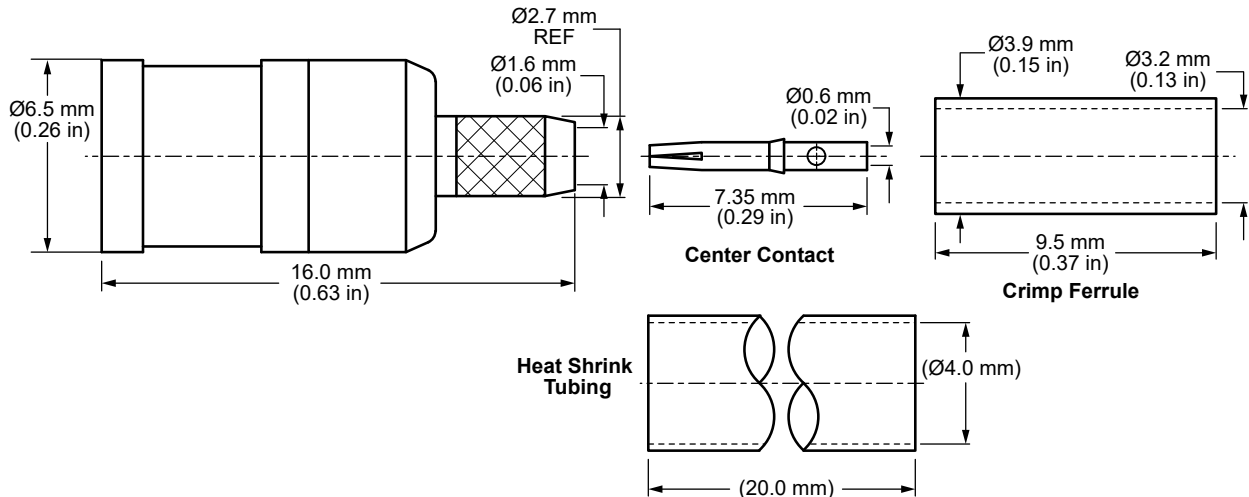 Ø2.7 mm
REF
Ø1.6 mm
(0.06 in)
Ø6.5 mm
(0.26 in)
16.0 mm
(0.63 in)
Ø0.6 mm
(0.02 in)
7.35 mm
(0.29 in)
Center Contact
Ø3.9 mm
(0.15 in)
Ø3.2 mm
(0.13 in)
9.5 mm
(0.37 in)
Crimp Ferrule
Heat Shrink
Tubing
(Ø4.0 mm)
(20.0 mm)